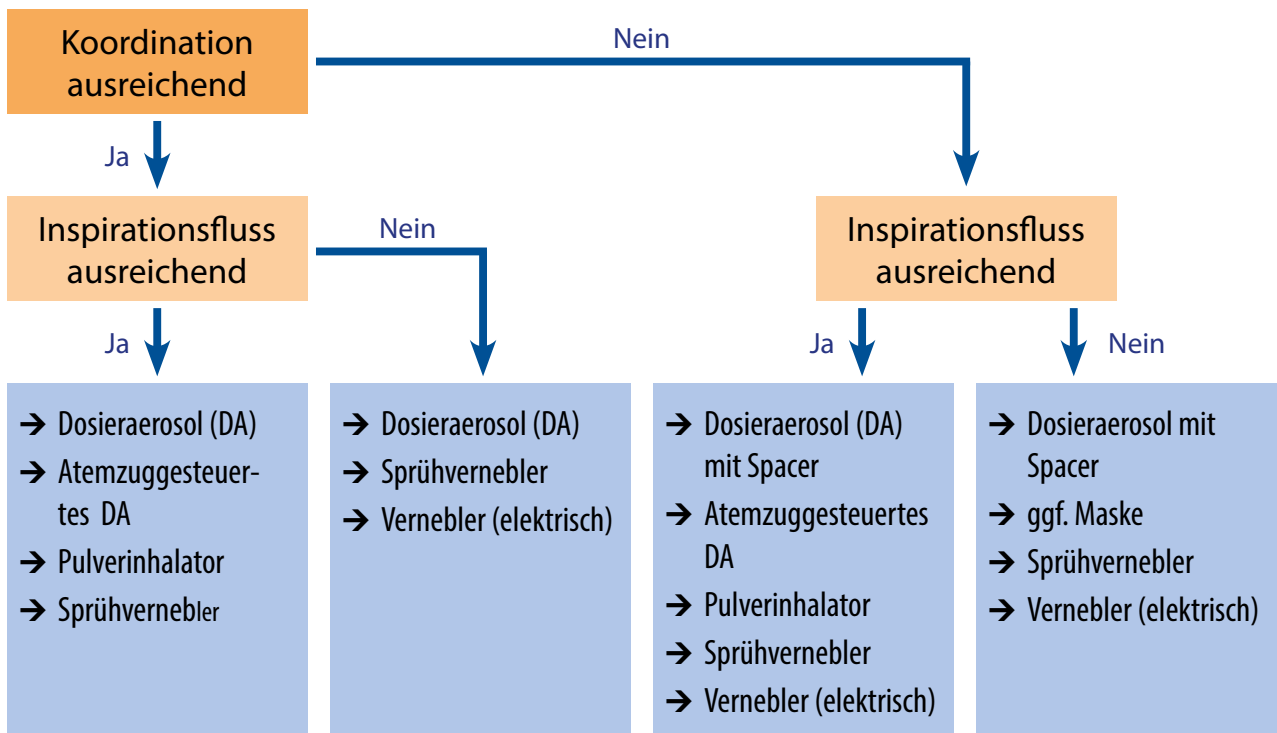 Koordination
ausreichend
Nein
Ja
Inspirationsfluss
ausreichend
Nein
Inspirationsfluss
ausreichend
Ja
Ja
Nein
➔ Dosieraerosol (DA)
➔ Atemzuggesteuer-
tes DA
➔ Pulverinhalator
➔ Sprühvernebler
➔ Dosieraerosol (DA)
➔ Sprühvernebler
➔ Vernebler (elektrisch)
➔ Dosieraerosol (DA)
mit Spacer
➔ Atemzuggesteuertes
DA
➔ Pulverinhalator
➔ Sprühvernebler
➔ Vernebler (elektrisch)
➔ Dosieraerosol mit
Spacer
➔ ggf. Maske
➔ Sprühvernebler
➔ Vernebler (elektrisch)